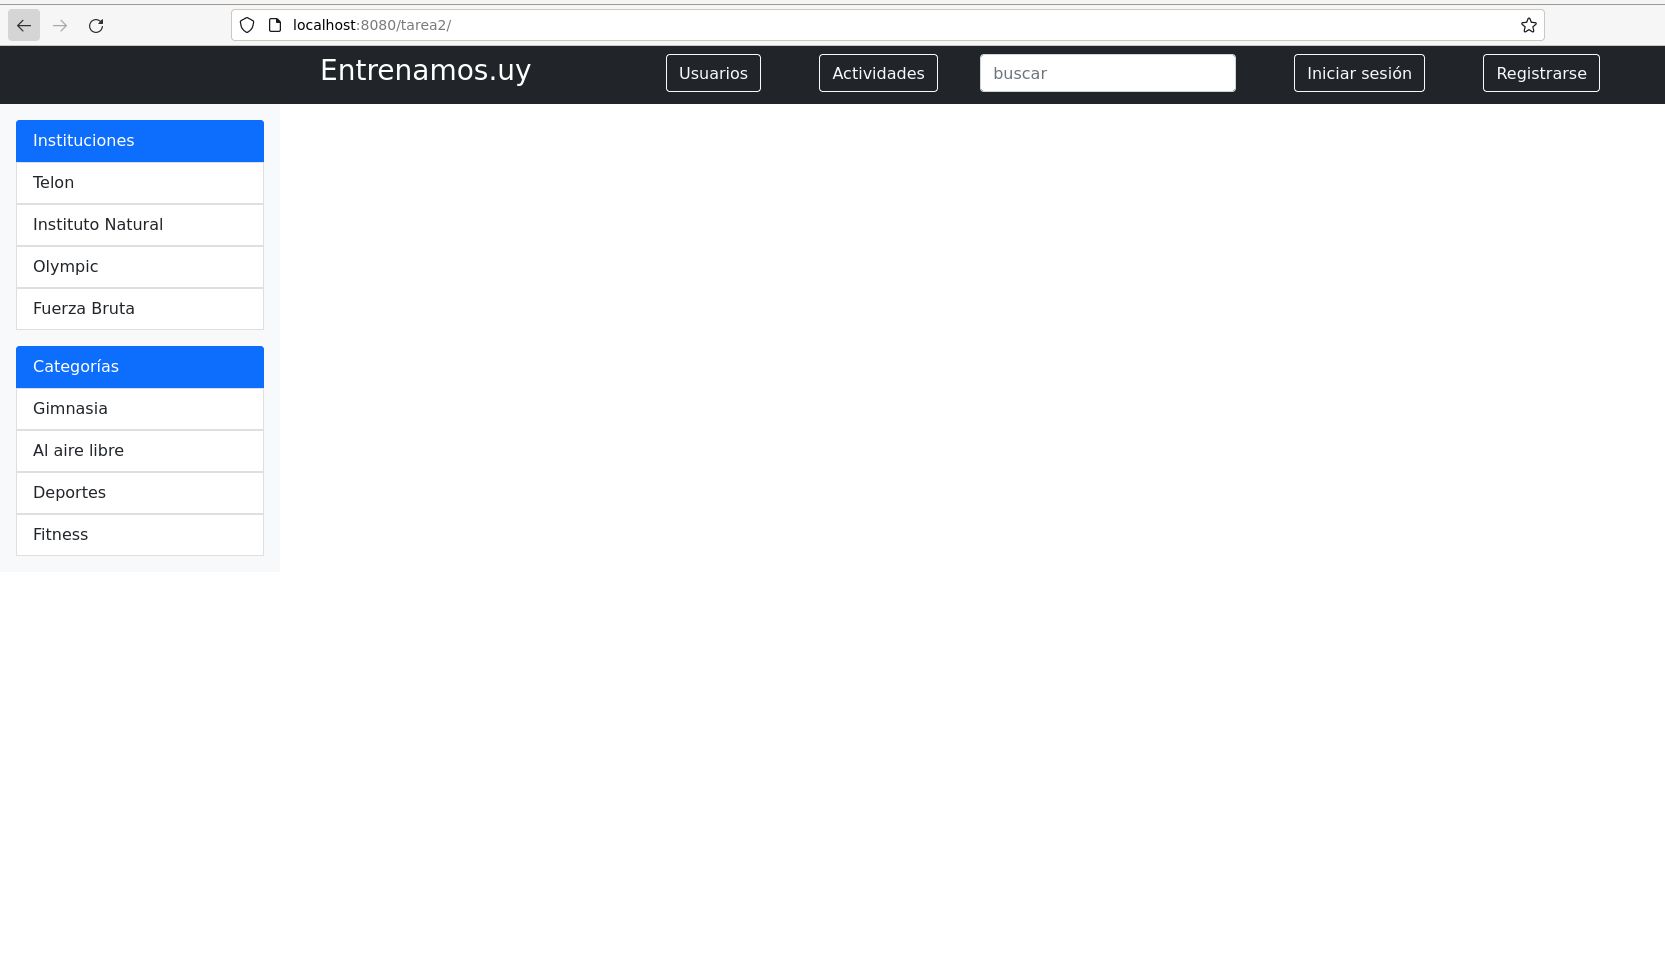 localhost:8080/tarea2/
Entrenamos.uy Usuarios Actividades buscar Iniciar sesión Registrarse
Instituciones
Telon
Instituto Natural
Olympic
Fuerza Bruta
Categorías
Gimnasia
Al aire libre
Deportes
Fitness